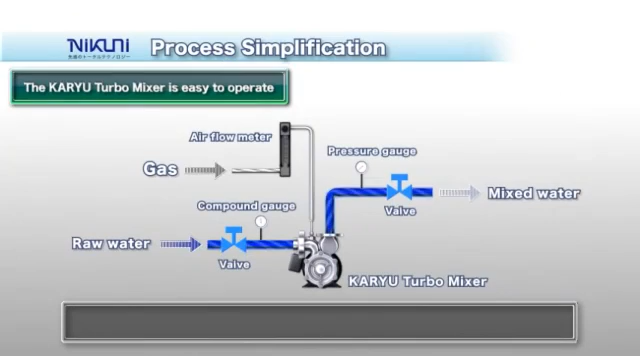 NIKUNI
Process Simplification
The KARYU Turbo Mixer is easy to operate
Air flow meter
Pressure gauge
Gas
Mixed water
Compound gauge
Valve
Raw water
Valve
KARYU Turbo Mixer